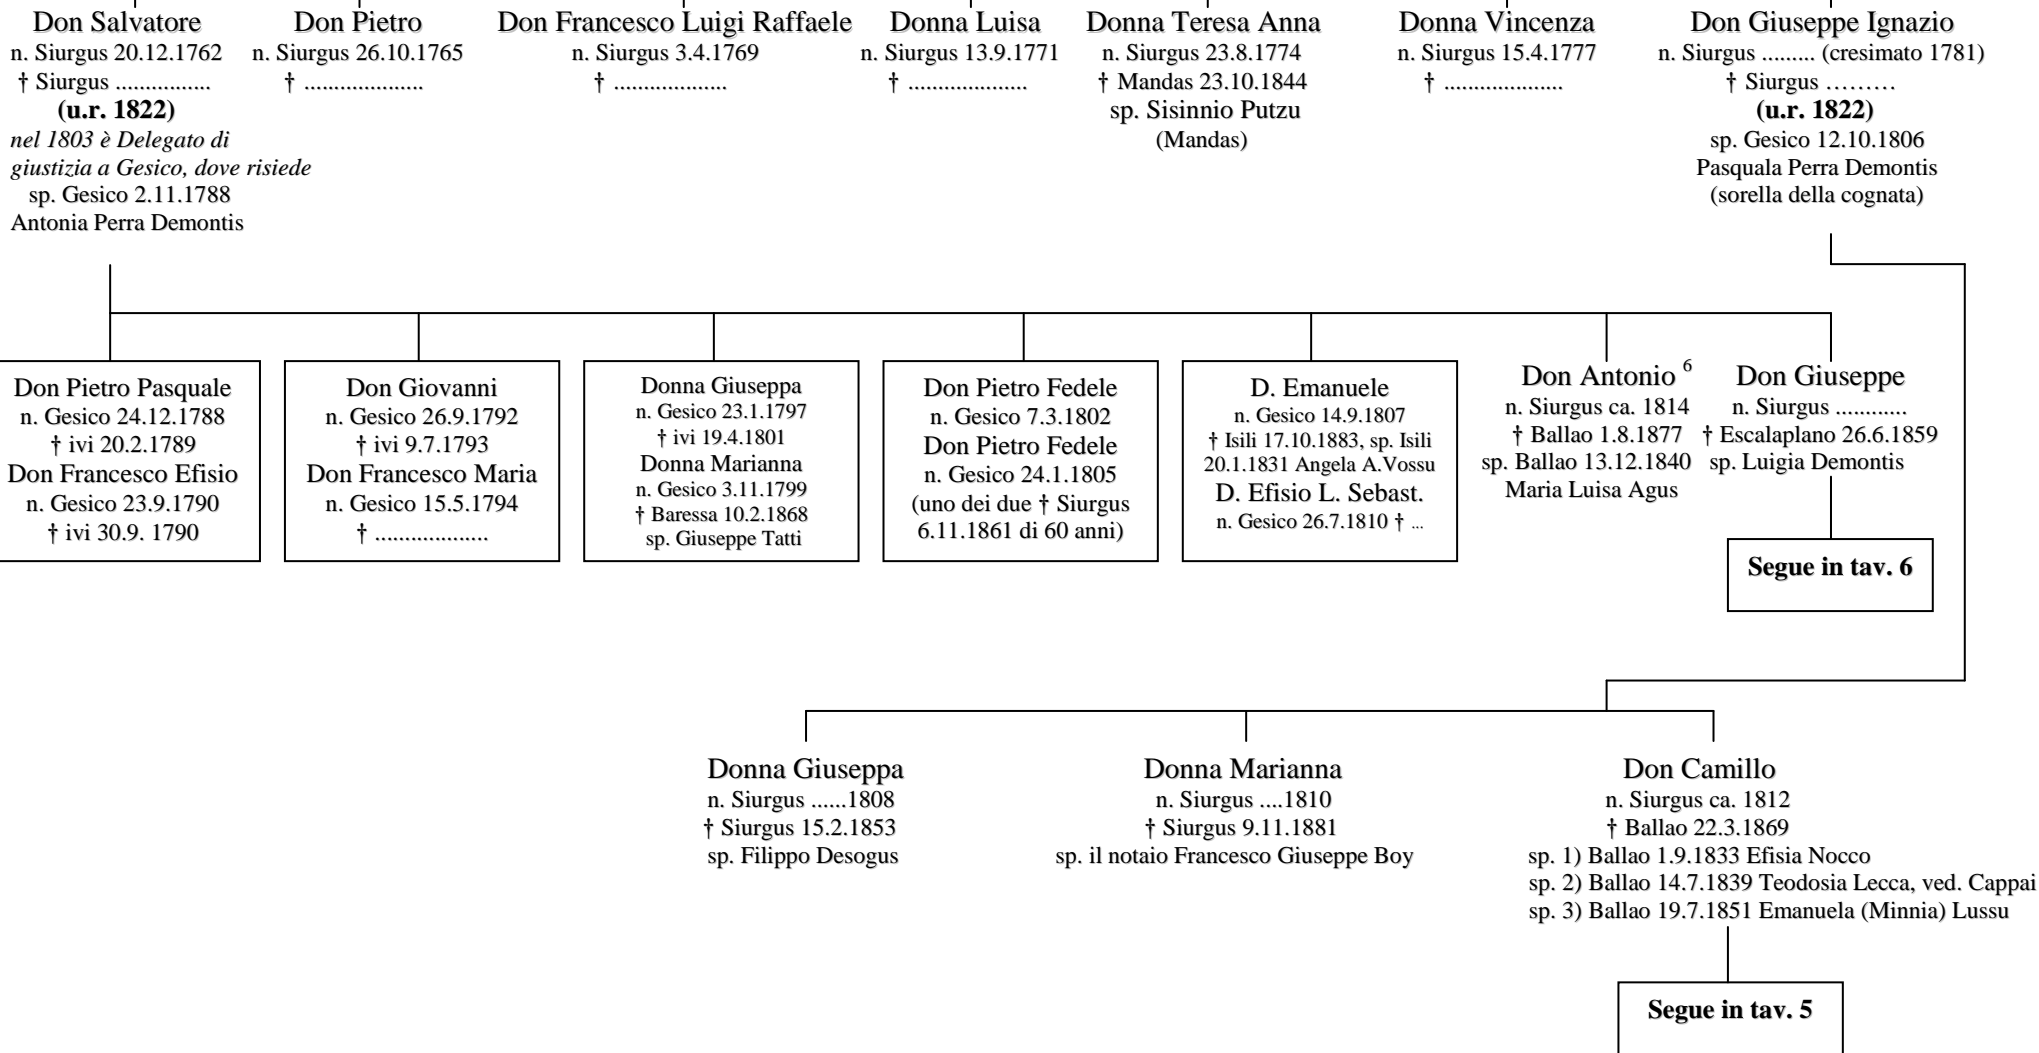 Don Salvatore
n. Siurgus 20.12.1762
† Siurgus ................
(u.r. 1822)
nel 1803 è Delegato di
giustizia a Gesico, dove risiede
sp. Gesico 2.11.1788
Antonia Perra Demontis
Don Pietro
n. Siurgus 26.10.1765
† ....................
Don Francesco Luigi Raffaele
n. Siurgus 3.4.1769
† ...................
Donna Luisa
n. Siurgus 13.9.1771
† ....................
Donna Teresa Anna
n. Siurgus 23.8.1774
† Mandas 23.10.1844
sp. Sisinnio Putzu
(Mandas)
Donna Vincenza
n. Siurgus 15.4.1777
† ....................
Don Giuseppe Ignazio
n. Siurgus ......... (cresimato 1781)
† Siurgus ………
(u.r. 1822)
sp. Gesico 12.10.1806
Pasquala Perra Demontis
(sorella della cognata)
Don Pietro Pasquale
n. Gesico 24.12.1788
† ivi 20.2.1789
Don Francesco Efisio
n. Gesico 23.9.1790
† ivi 30.9. 1790
Don Giovanni
n. Gesico 26.9.1792
† ivi 9.7.1793
Don Francesco Maria
n. Gesico 15.5.1794
† ..................
Donna Giuseppa
n. Gesico 23.1.1797
† ivi 19.4.1801
Donna Marianna
n. Gesico 3.11.1799
† Baressa 10.2.1868
sp. Giuseppe Tatti
Don Pietro Fedele
n. Gesico 7.3.1802
Don Pietro Fedele
n. Gesico 24.1.1805
(uno dei due † Siurgus
6.11.1861 di 60 anni)
D. Emanuele
n. Gesico 14.9.1807
† Isili 17.10.1883, sp. Isili
20.1.1831 Angela A.Vossu
D. Efisio L. Sebast.
n. Gesico 26.7.1810 † ...
Don Antonio 6
n. Siurgus ca. 1814
† Ballao 1.8.1877
sp. Ballao 13.12.1840
Maria Luisa Agus
Don Giuseppe
n. Siurgus ............
† Escalaplano 26.6.1859
sp. Luigia Demontis
Segue in tav. 6
Donna Giuseppa
n. Siurgus ......1808
† Siurgus 15.2.1853
sp. Filippo Desogus
Donna Marianna
n. Siurgus ....1810
† Siurgus 9.11.1881
sp. il notaio Francesco Giuseppe Boy
Don Camillo
n. Siurgus ca. 1812
† Ballao 22.3.1869
sp. 1) Ballao 1.9.1833 Efisia Nocco
sp. 2) Ballao 14.7.1839 Teodosia Lecca, ved. Cappai
sp. 3) Ballao 19.7.1851 Emanuela (Minnia) Lussu
Segue in tav. 5